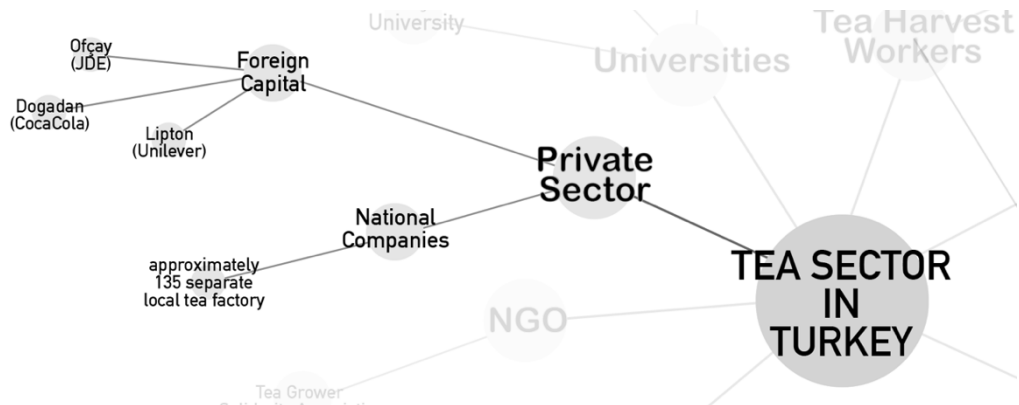 University
Universities
Tea Harvest
Workers
Ofçay
(JDE)
Foreign
Capital
Dogadan
(CocaCola)
Lipton
(Unilever)
Private
Sector
National
Companies
approximately
135 separate
local tea factory
TEA SECTOR
IN
TURKEY
NGO
Tea Grower